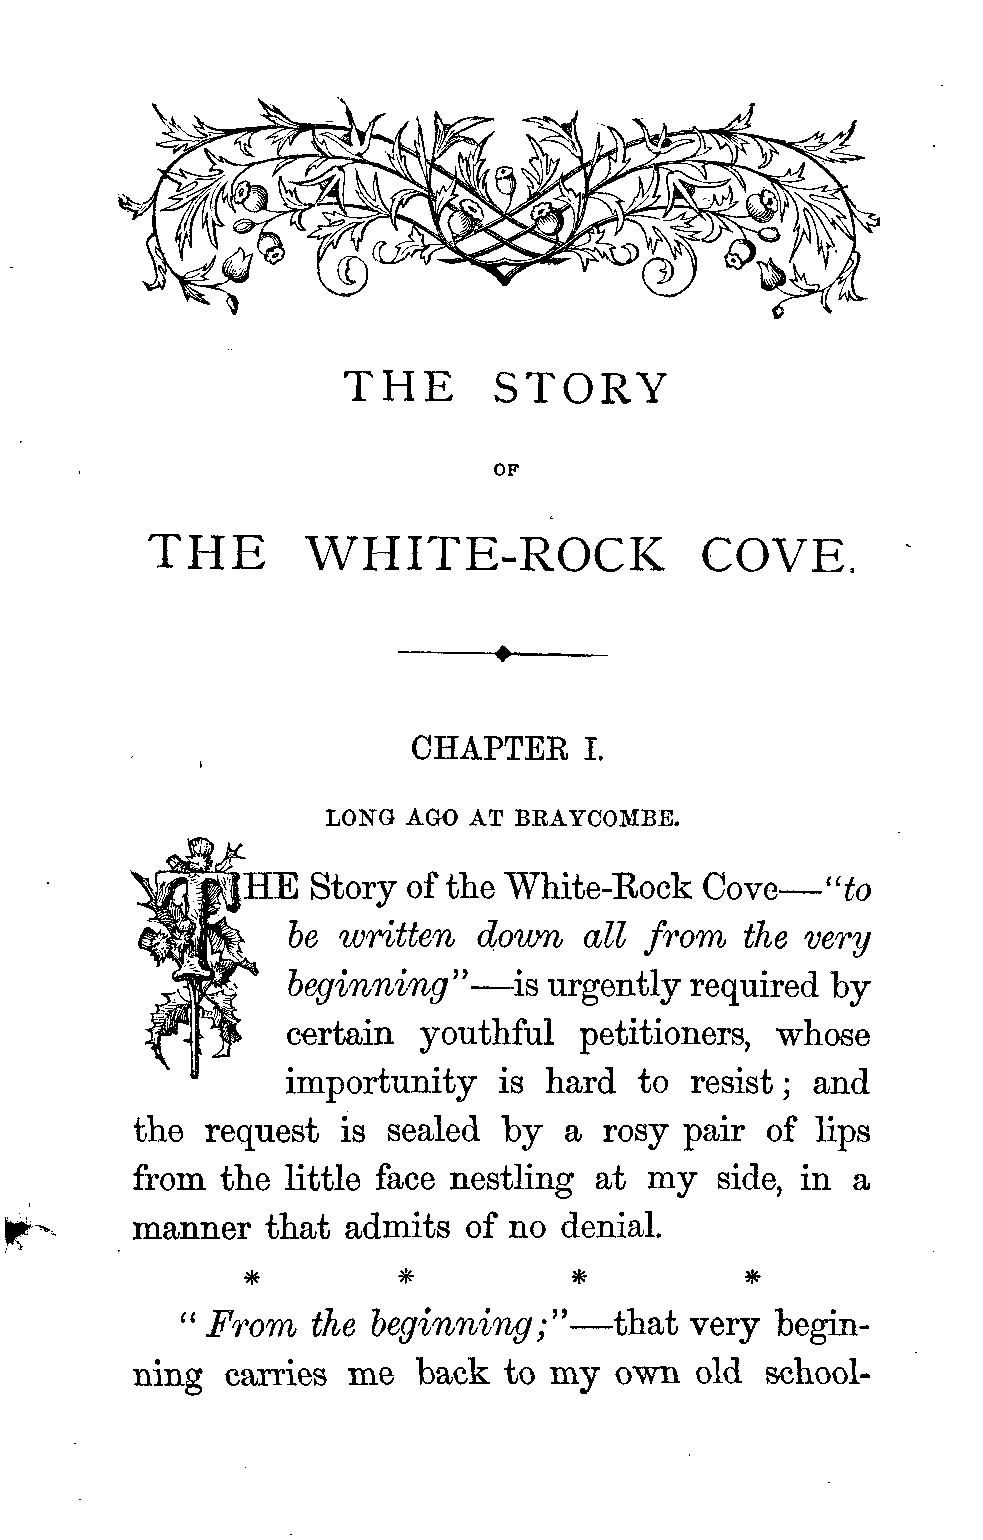 THE STORY
OF
THE WHITE-ROCK COVE.
CHAPTER I.
LONG AGO AT BRAYCOMBE.
THE Story of the White-Rock Cove—"to
be written down all from the very
beginning"—is urgently required by
certain youthful petitioners, whose
importunity is hard to resist; and
the request is sealed by a rosy pair of lips
from the little face nestling at my side, in a
manner that admits of no denial.
* * * *
"From the beginning;"—that very begin-
ning carries me back to my own old school-